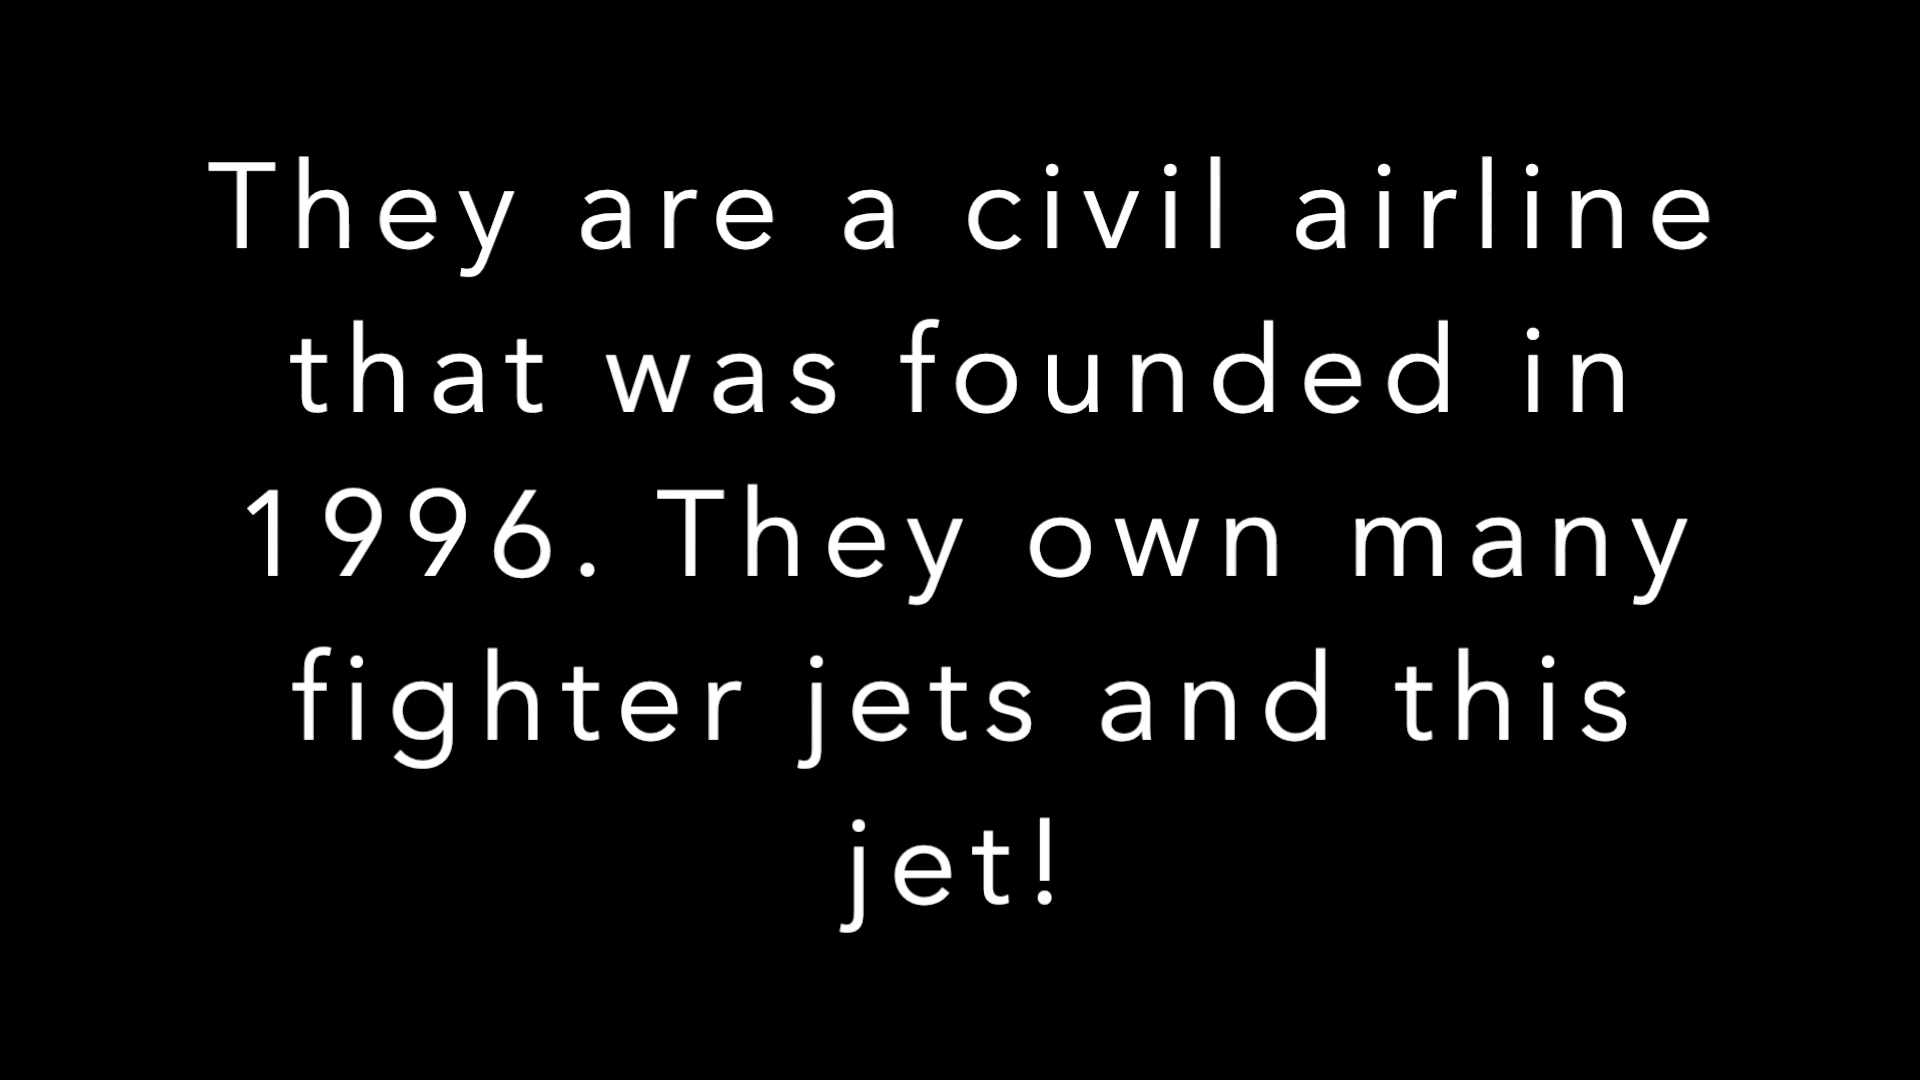 They are a civil airline
that was founded in
1996. They own many
fighter jets and this
jet!